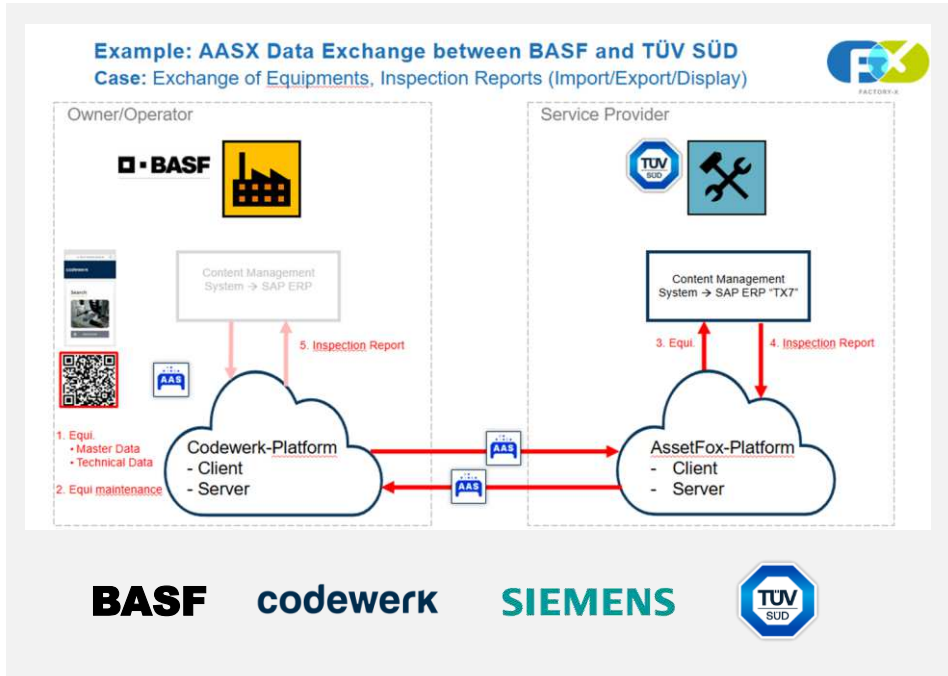 Example: AASX Data Exchange between BASF and TÜV SÜD
Case: Exchange of Equipments, Inspection Reports (Import/Export/Display)
FACTORY-X
Owner/Operator
Service Provider
BASF
TÜV
SÜD
codewerk
Search
Content Management
System → SAP ERP
Content Management
System → SAP ERP "TX7"
5. Inspection Report
3. Equi.
4. Inspection Report
AAS
1. Equi.
• Master Data
• Technical Data
2. Equi maintenance
Codewerk-Platform
- Client
- Server
AAS
AAS
AssetFox-Platform
- Client
- Server
BASF
codewerk
SIEMENS
TÜV
SÜD